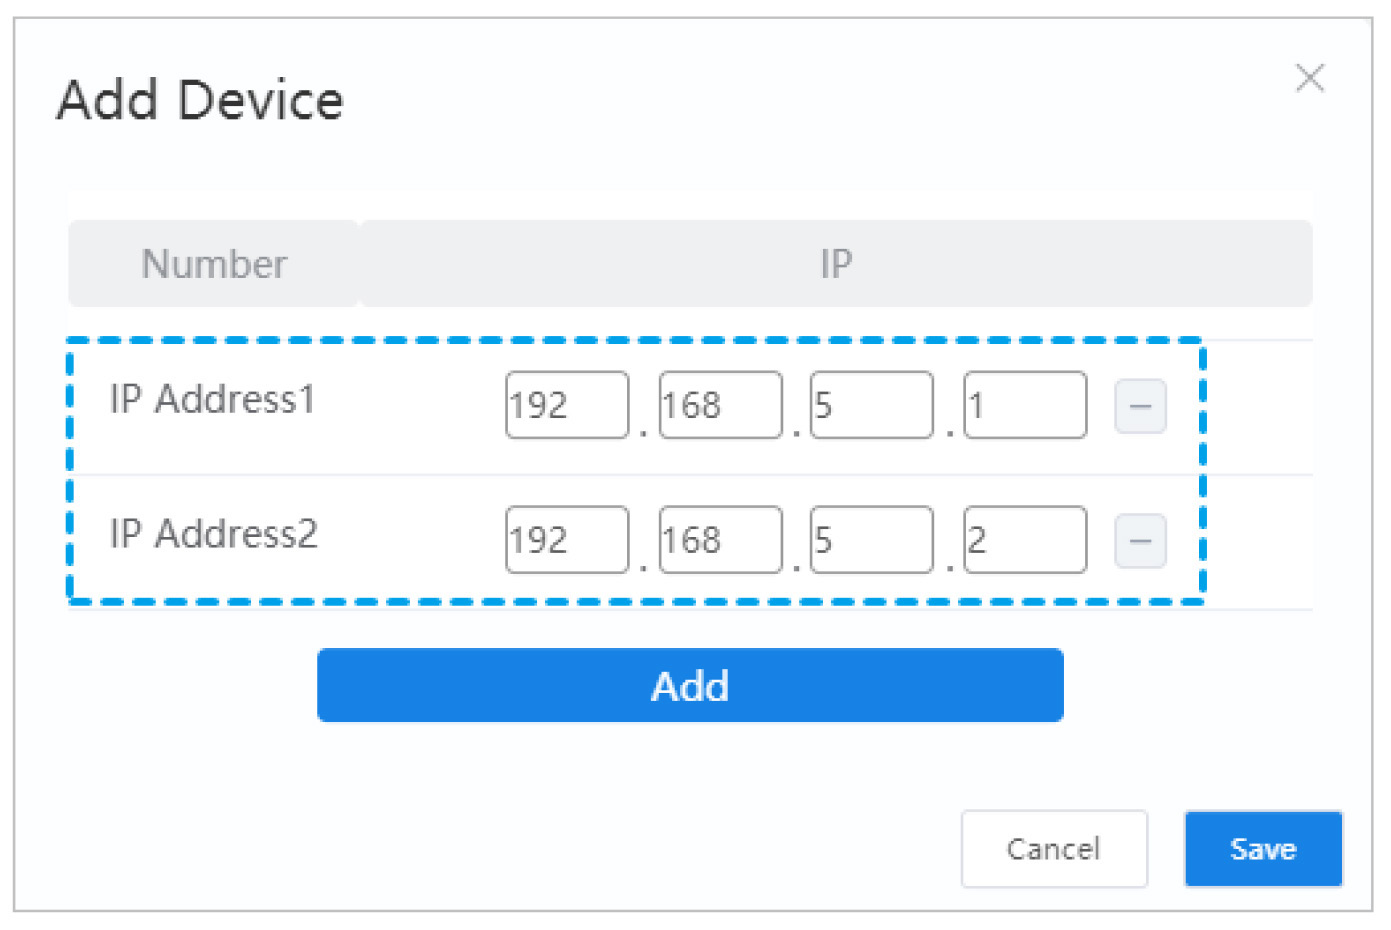 Add Device
Number IP
IP Address1 192 . 168 . 5 . 1
IP Address2 192 . 168 . 5 . 2
Add
Cancel Save